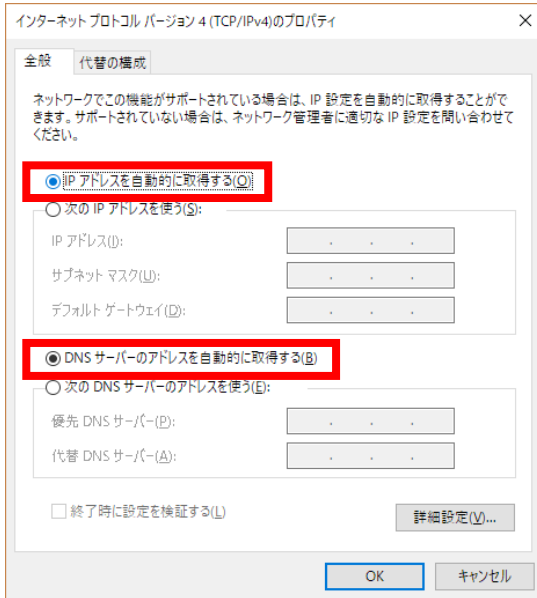 インターネット プロトコル バージョン 4 (TCP/IPv4)のプロパティ
全般
代替の構成
ネットワークでこの機能がサポートされている場合は、IP 設定を自動的に取得することがで
きます。サポートされていない場合は、ネットワーク管理者に適切な IP 設定を問い合わせて
ください。
IP アドレスを自動的に取得する(O)
次の IP アドレスを使う(S):
IP アドレス(I):
サブネット マスク(U):
デフォルト ゲートウェイ(D):
DNS サーバーのアドレスを自動的に取得する(B)
次の DNS サーバーのアドレスを使う(E):
優先 DNS サーバー(P):
代替 DNS サーバー(A):
終了時に設定を検証する(L)
詳細設定(V)...
OK
キャンセル